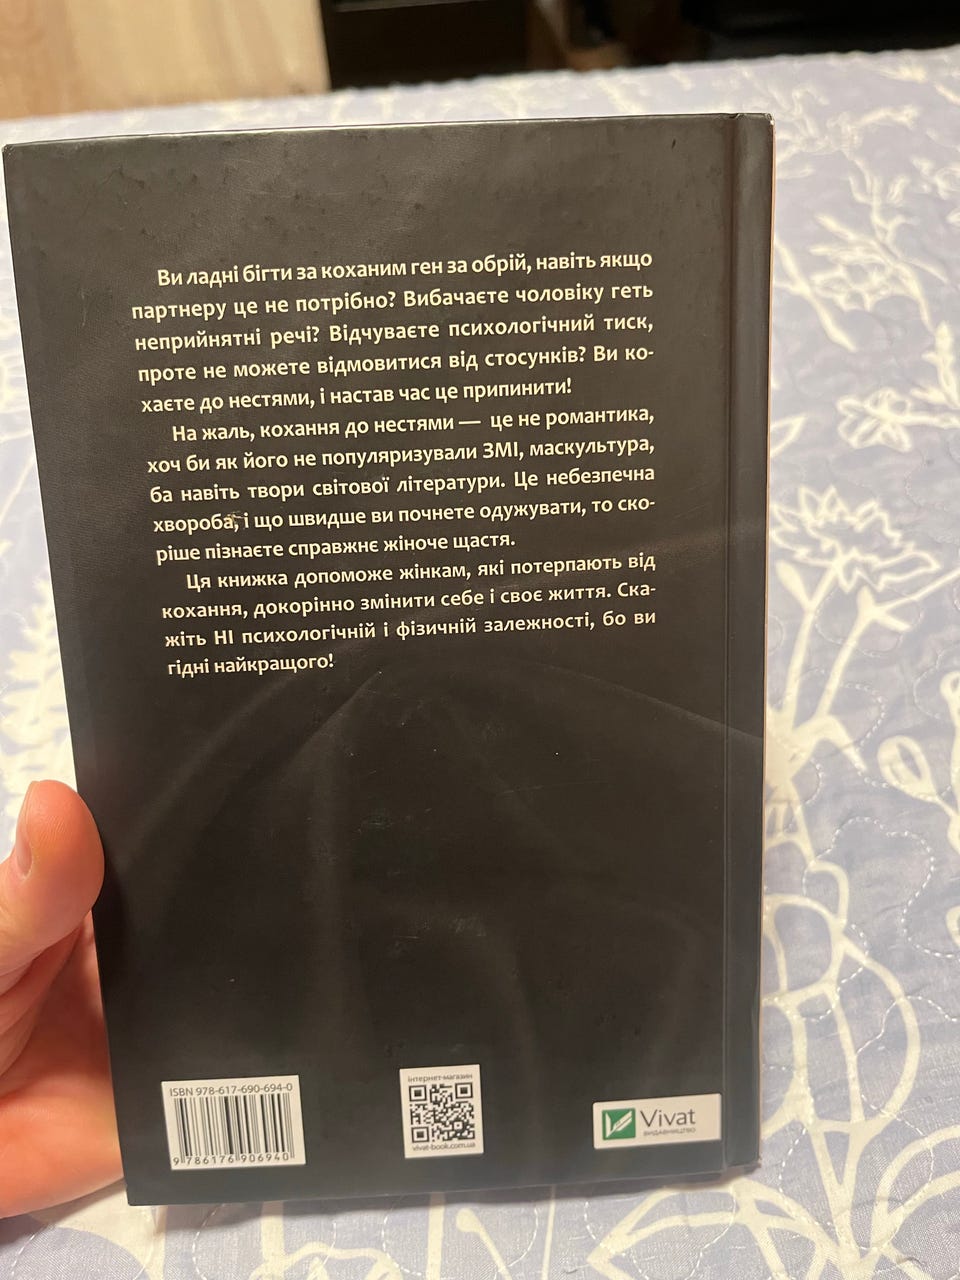 Ви ладні бігти за коханим ген за обрій, навіть якщо
партнеру це не потрібно? Вибачаєте чоловіку геть
неприйнятні речі? Відчуваєте психологічний тиск,
проте не можете відмовитися від стосунків? Ви ко-
хаєте до нестями, і настав час це припинити!
На жаль, кохання до нестями — це не романтика,
хоч би як його не популяризували ЗМІ, маскультура,
ба навіть твори світової літератури. Це небезпечна
хвороба, і що швидше ви почнете одужувати, то ско-
ріше пізнаєте справжнє жіноче щастя.
Ця книжка допоможе жінкам, які потерпають від
кохання, докорінно змінити себе і своє життя. Ска-
жіть НІ психологічній і фізичній залежності, бо ви
гідні найкращого!
ISBN 978-617-690-694-0
9 786176 906940
інтернет-магазин
vivat-book.com.ua
Vivat
ВИДАВНИЦТВО